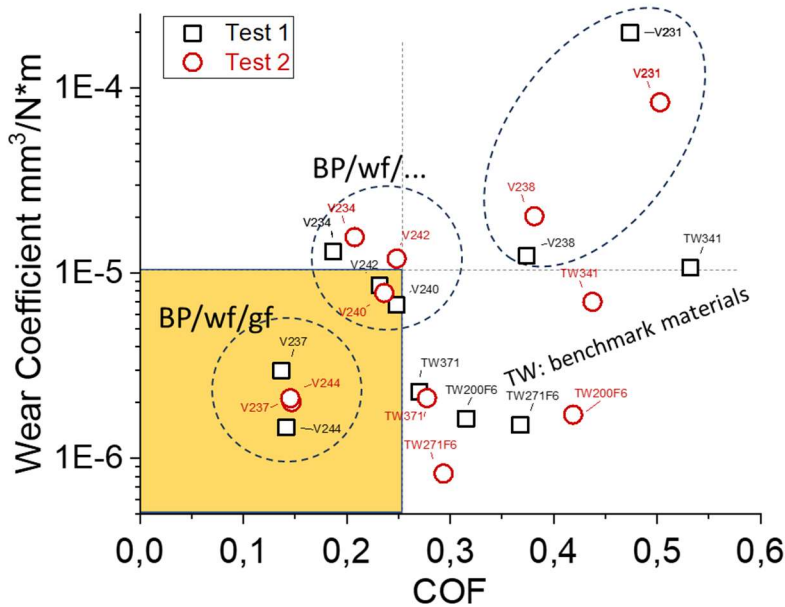 Test 1
Test 2
V231
V231
1E-4
BP/wf/...
V238
V234
V234
V242
V238
TW341
1E-5
V242
TW341
V240
V240
BP/wf/gf
TW: benchmark materials
V237
TW371
V244
TW200F6
TW271F6
TW200F6
V237
TW371
V244
TW271F6
1E-6
Wear Coefficient mm³/N*m
0,0
0,2
0,3
0,4
0,5
0,6
COF